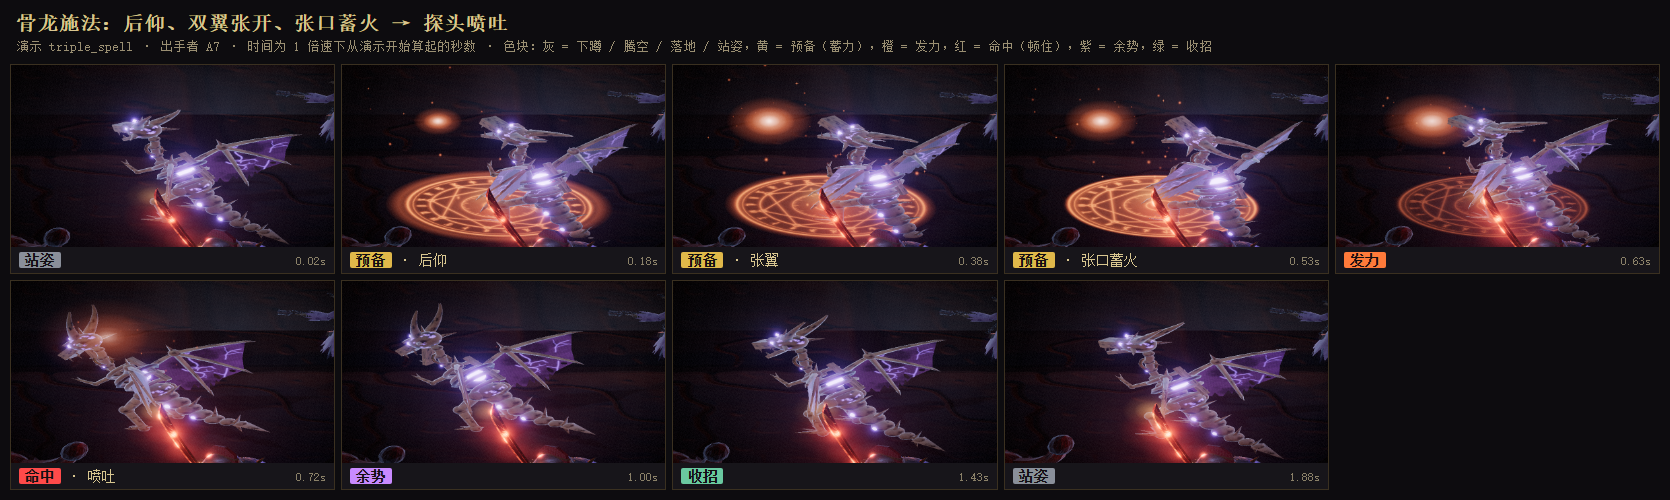 骨龙施法：后仰、双翼张开、张口蓄火 → 探头喷吐
演示 triple_spell · 出手者 A7 · 时间为 1 倍速下从演示开始算起的秒数 · 色块：灰 = 下蹲 / 腾空 / 落地 / 站姿，黄 = 预备（蓄力），橙 = 发力，红 = 命中（顿住），紫 = 余势，绿 = 收招
站姿 0.02s
预备 · 后仰 0.18s
预备 · 张翼 0.38s
预备 · 张口蓄火 0.53s
发力 0.63s
命中 · 喷吐 0.72s
余势 1.00s
收招 1.43s
站姿 1.88s